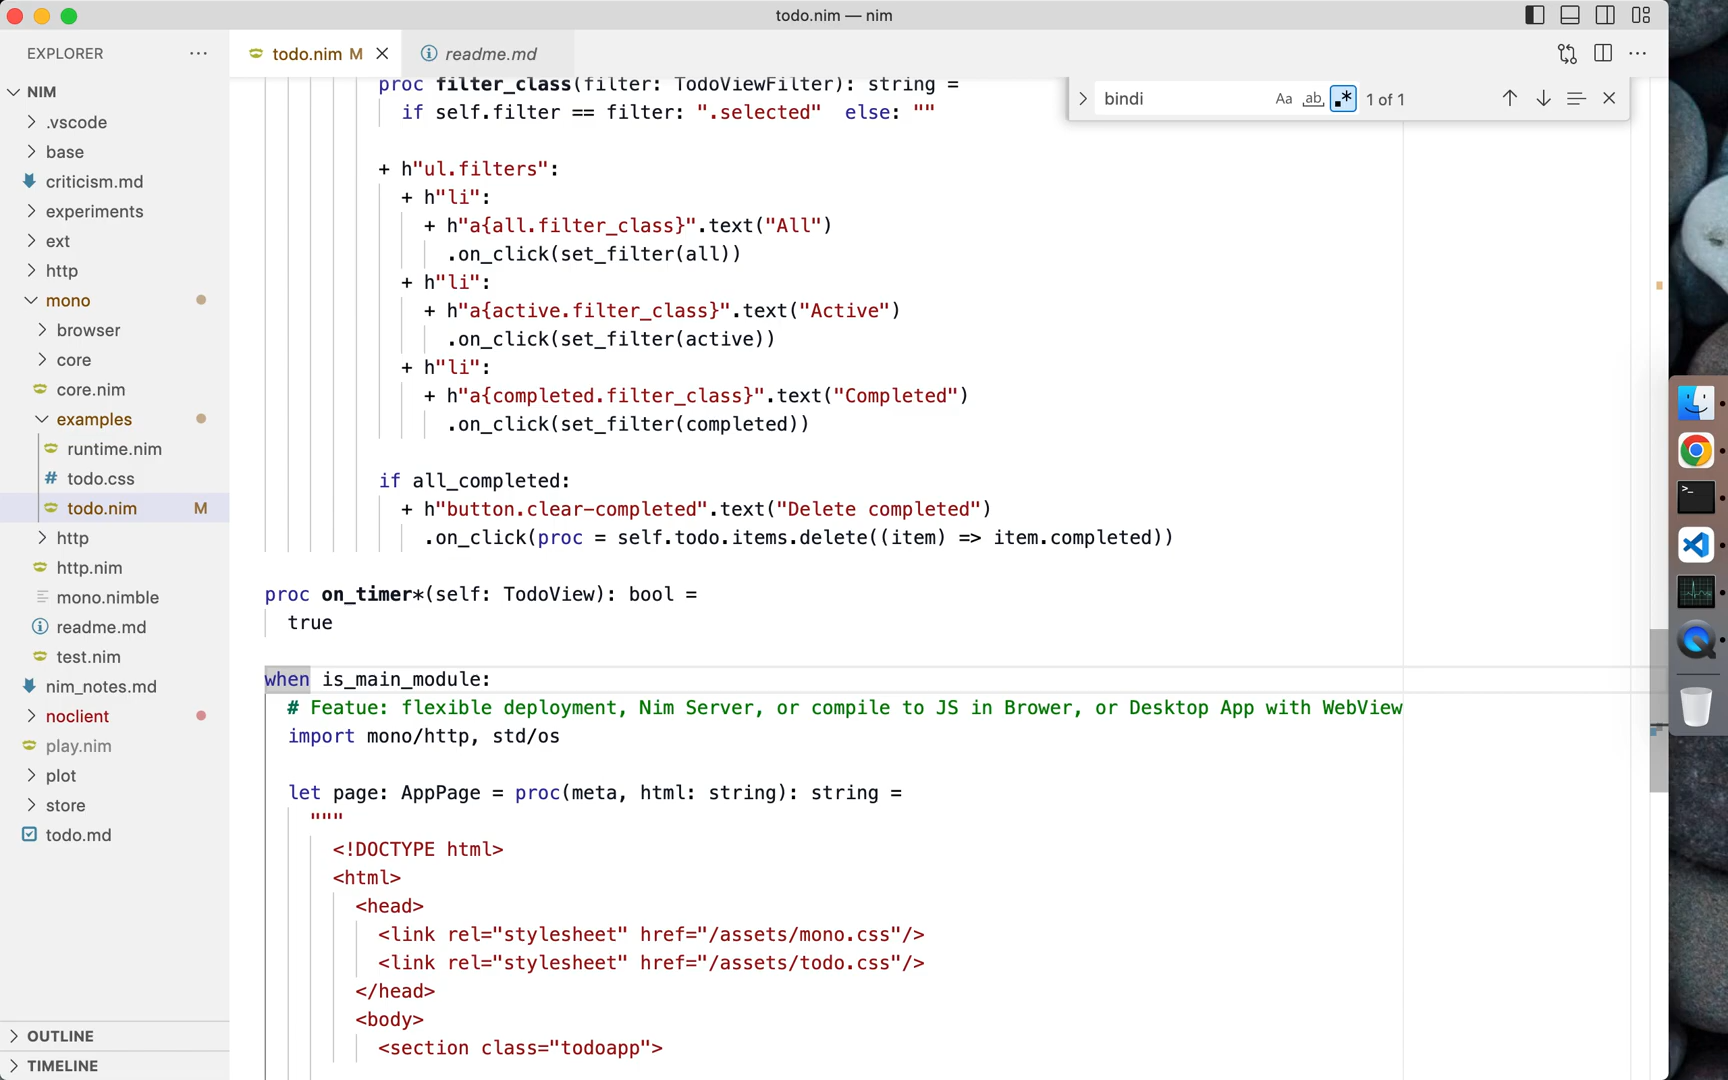 todo.nim — nim
EXPLORER
NIM
.vscode
base
criticism.md
experiments
ext
http
mono
browser
core
core.nim
examples
runtime.nim
# todo.css
todo.nim M
http
http.nim
mono.nimble
readme.md
test.nim
nim_notes.md
noclient
play.nim
plot
store
todo.md
OUTLINE
TIMELINE
todo.nim M
readme.md
bindi
Aa
ab
.*
1 of 1
proc filter_class(filter: TodoViewFilter): string =
if self.filter == filter: ".selected" else: ""
+ h"ul.filters":
+ h"li":
+ h"a{all.filter_class}".text("All")
.on_click(set_filter(all))
+ h"li":
+ h"a{active.filter_class}".text("Active")
.on_click(set_filter(active))
+ h"li":
+ h"a{completed.filter_class}".text("Completed")
.on_click(set_filter(completed))
if all_completed:
+ h"button.clear-completed".text("Delete completed")
.on_click(proc = self.todo.items.delete((item) => item.completed))
proc on_timer*(self: TodoView): bool =
true
when is_main_module:
# Featue: flexible deployment, Nim Server, or compile to JS in Brower, or Desktop App with WebView
import mono/http, std/os
let page: AppPage = proc(meta, html: string): string =
"""
<!DOCTYPE html>
<html>
<head>
<link rel="stylesheet" href="/assets/mono.css"/>
<link rel="stylesheet" href="/assets/todo.css"/>
</head>
<body>
<section class="todoapp">